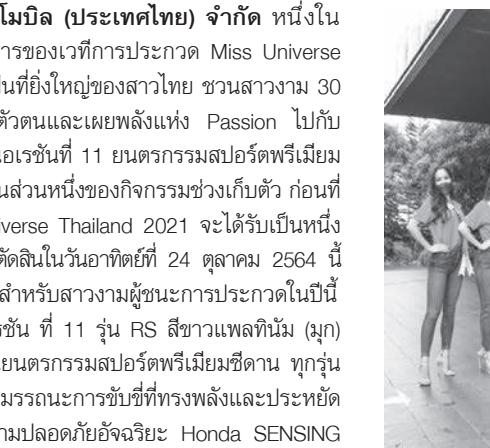 โมบิล (ประเทศไทย) จำกัด หนึ่งใน
การของเวทีการประกวด Miss Universe
นที่ยิ่งใหญ่ของสาวไทย ชวนสาวงาม 30
ตัวตนและเผยพลังแห่ง Passion ไปกับ
นอเรชันที่ 11 ยนตรกรรมสปอร์ตพรีเมียม
นส่วนหนึ่งของกิจกรรมช่วงเก็บตัว ก่อนที่
iverse Thailand 2021 จะได้รับเป็นหนึ่ง
ตัดสินในวันอาทิตย์ที่ 24 ตุลาคม 2564 นี้
สำหรับสาวงามผู้ชนะการประกวดในปีนี้
รชัน ที่ 11 รุ่น RS สีขาวแพลทินัม (มุก)
นยนตรกรรมสปอร์ตพรีเมียมซีดาน ทุกรุ่น
มรรถนะการขับขี่ที่ทรงพลังและประหยัด
ามปลอดภัยอัจฉริยะ Honda SENSING